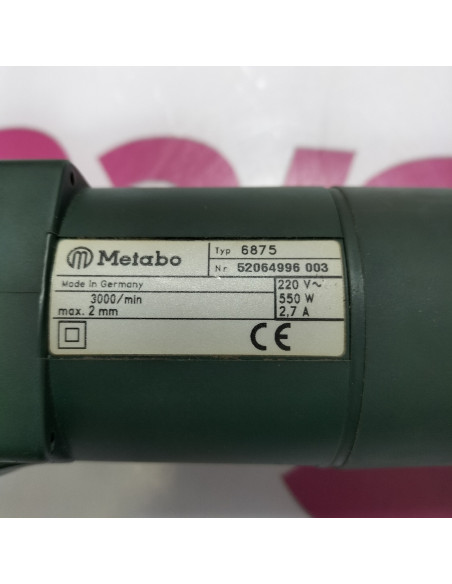 Metabo
Typ 6875
Nr. 52064996 003
Made in Germany
220 V~
3000/min
550 W
max. 2 mm
2,7 A
CE